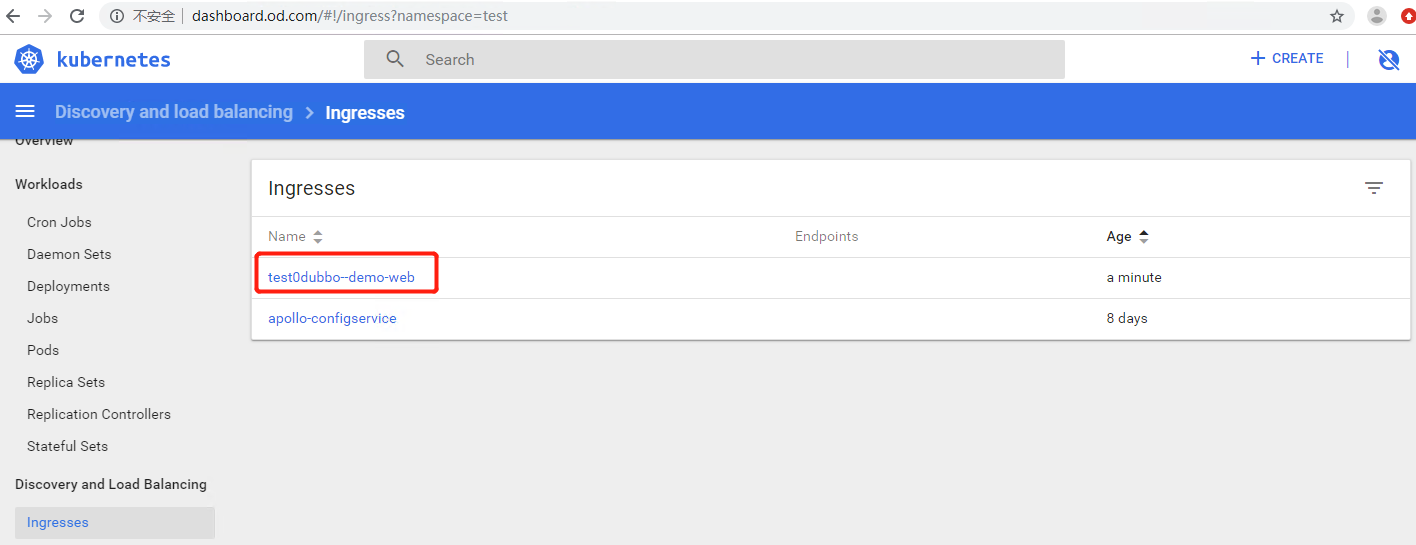 不安全 dashboard.od.com/#!/ingress?namespace=test
kubernetes
Search
CREATE
Discovery and load balancing
Ingresses
Overview
Workloads
Cron Jobs
Daemon Sets
Deployments
Jobs
Pods
Replica Sets
Replication Controllers
Stateful Sets
Discovery and Load Balancing
Ingresses
Ingresses
Name Endpoints Age
test0dubbo--demo-web a minute
apollo-configservice 8 days